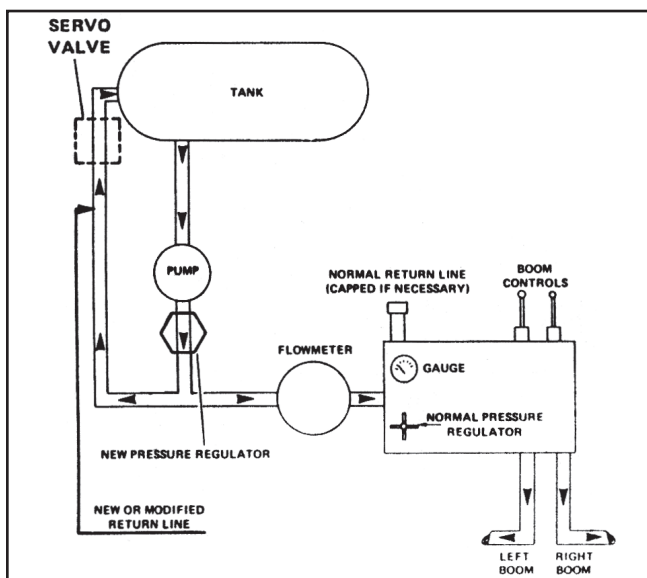 SERVO
VALVE
TANK
PUMP
NORMAL RETURN LINE
(CAPPED IF NECESSARY)
BOOM
CONTROLS
FLOWMETER
GAUGE
NORMAL PRESSURE
REGULATOR
NEW PRESSURE REGULATOR
NEW OR MODIFIED
RETURN LINE
LEFT
BOOM
RIGHT
BOOM